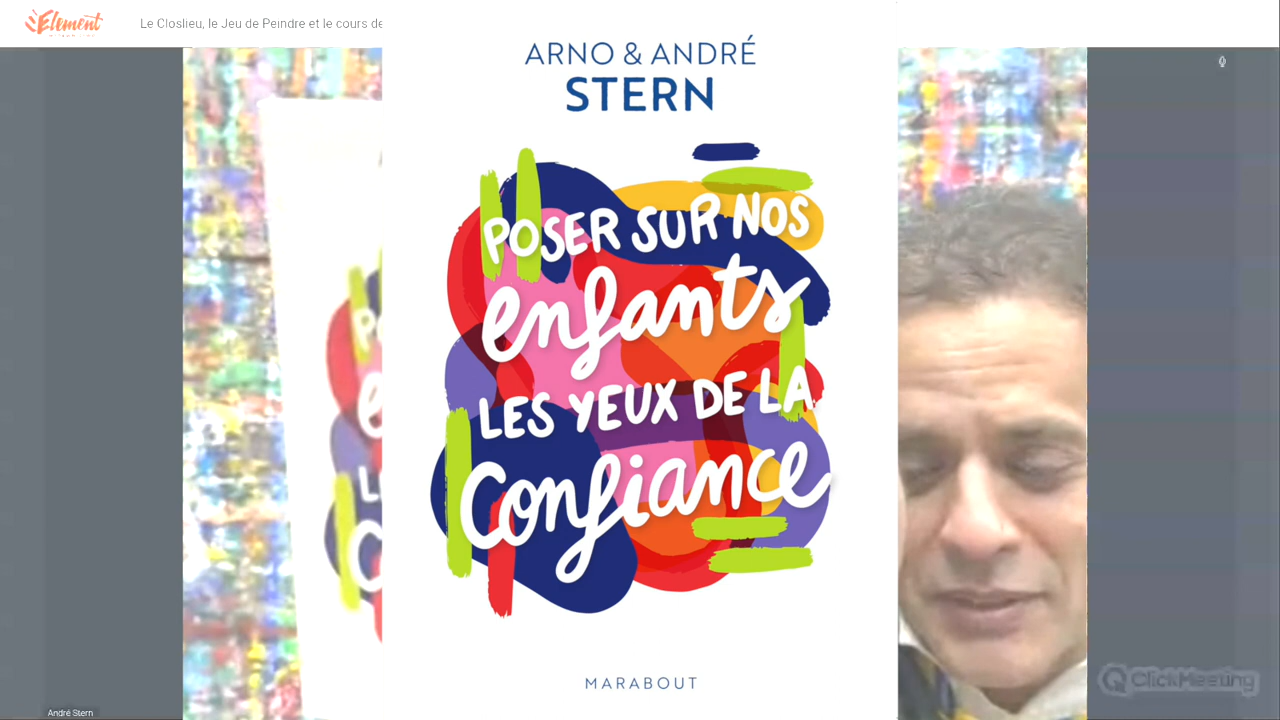 Element
Le Closlieu, le Jeu de Peindre et le cours de
ARNO & ANDRÉ
STERN
POSER SUR NOS
enfants
LES YEUX DE LA
Confiance
MARABOUT
ClickMeeting
André Stern